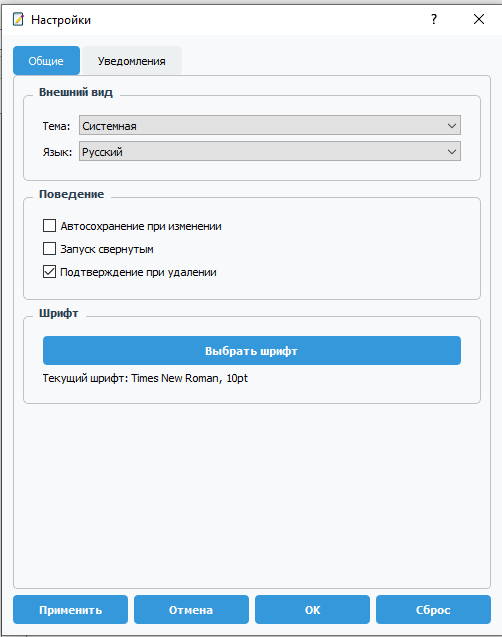 Настройки
?
Общие
Уведомления
Внешний вид
Тема: Системная
Язык: Русский
Поведение
Автосохранение при изменении
Запуск свернутым
Подтверждение при удалении
Шрифт
Выбрать шрифт
Текущий шрифт: Times New Roman, 10pt
Применить
Отмена
OK
Сброс